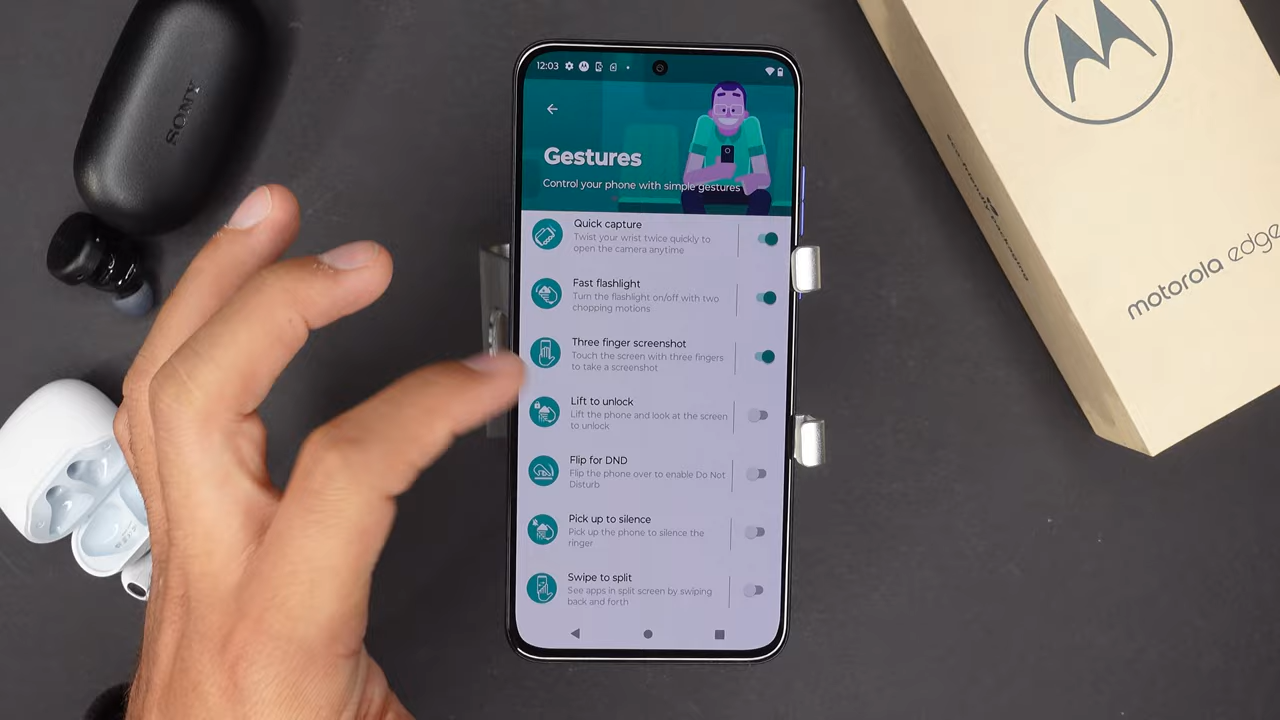 SONY
12:03
Gestures
Control your phone with simple gestures
Quick capture
Twist your wrist twice quickly to
open the camera anytime
Fast flashlight
Turn the flashlight on/off with two
chopping motions
Three finger screenshot
Touch the screen with three fingers
to take a screenshot
Lift to unlock
Lift the phone and look at the screen
to unlock
Flip for DND
Flip the phone over to enable Do Not
Disturb
Pick up to silence
Pick up the phone to silence the
ringer
Swipe to split
See apps in split screen by swiping
back and forth
motorola edge